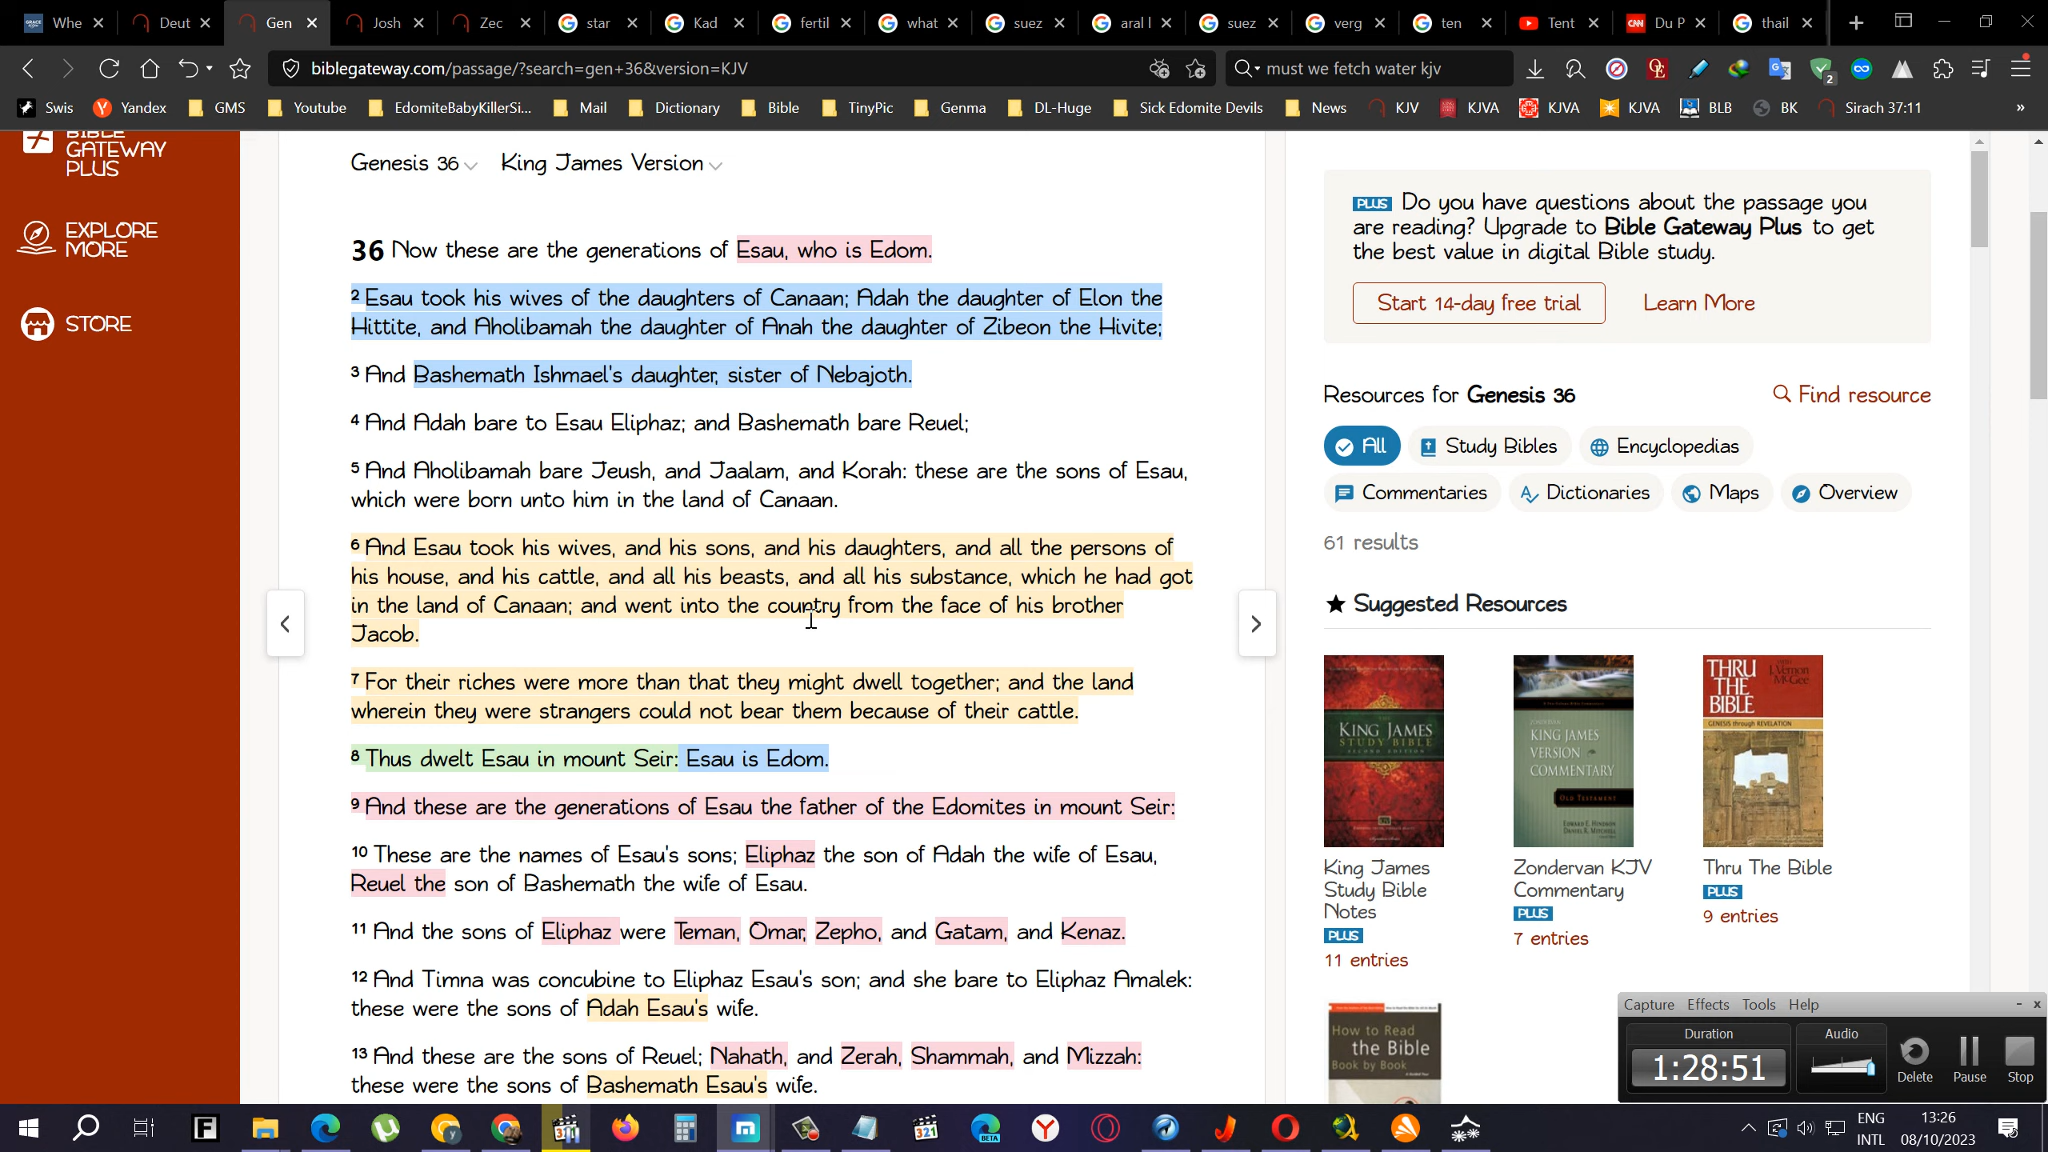 Whe
Deut
Gen
Josh
Zec
star
Kad
fertil
what
suez
aral l
suez
verg
ten
Tent
CNN
Du P
thail
biblegateway.com/passage/?search=gen+36&version=KJV
must we fetch water kjv
2
Swis
Yandex
GMS
Youtube
EdomiteBabyKillerSi...
Mail
Dictionary
Bible
TinyPic
Genma
DL-Huge
Sick Edomite Devils
News
KJV
KJVA
KJVA
KJVA
BLB
BK
Sirach 37:11
»
BIBLE
GATEWAY
PLUS
EXPLORE
MORE
STORE
Genesis 36
King James Version
36 Now these are the generations of Esau, who is Edom.
2 Esau took his wives of the daughters of Canaan; Adah the daughter of Elon the
Hittite, and Aholibamah the daughter of Anah the daughter of Zibeon the Hivite;
3 And Bashemath Ishmael's daughter, sister of Nebajoth.
4 And Adah bare to Esau Eliphaz; and Bashemath bare Reuel;
5 And Aholibamah bare Jeush, and Jaalam, and Korah: these are the sons of Esau,
which were born unto him in the land of Canaan.
6 And Esau took his wives, and his sons, and his daughters, and all the persons of
his house, and his cattle, and all his beasts, and all his substance, which he had got
in the land of Canaan; and went into the country from the face of his brother
Jacob.
7 For their riches were more than that they might dwell together; and the land
wherein they were strangers could not bear them because of their cattle.
8 Thus dwelt Esau in mount Seir: Esau is Edom.
9 And these are the generations of Esau the father of the Edomites in mount Seir:
10 These are the names of Esau's sons; Eliphaz the son of Adah the wife of Esau,
Reuel the son of Bashemath the wife of Esau.
11 And the sons of Eliphaz were Teman, Omar, Zepho, and Gatam, and Kenaz.
12 And Timna was concubine to Eliphaz Esau's son; and she bare to Eliphaz Amalek:
these were the sons of Adah Esau's wife.
13 And these are the sons of Reuel; Nahath, and Zerah, Shammah, and Mizzah:
these were the sons of Bashemath Esau's wife.
PLUS Do you have questions about the passage you
are reading? Upgrade to Bible Gateway Plus to get
the best value in digital Bible study.
Start 14-day free trial
Learn More
Resources for Genesis 36
Find resource
All
Study Bibles
Encyclopedias
Commentaries
Dictionaries
Maps
Overview
61 results
Suggested Resources
KING JAMES
STUDY BIBLE
SECOND EDITION
ZONDERVAN
KING JAMES
VERSION
COMMENTARY
OLD TESTAMENT
THRU
THE
BIBLE
J. Vernon
McGee
GENESIS through REVELATION
King James
Study Bible
Notes
PLUS
11 entries
Zondervan KJV
Commentary
PLUS
7 entries
Thru The Bible
PLUS
9 entries
How to Read
the Bible
Book by Book
Capture
Effects
Tools
Help
Duration
1:28:51
Audio
Delete
Pause
Stop
321
BETA
ENG
INTL
13:26
08/10/2023